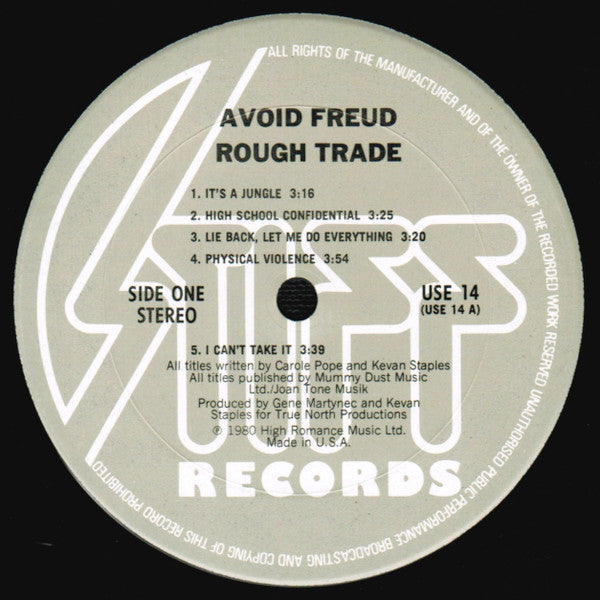 ALL RIGHTS OF THE MANUFACTURER AND OF THE OWNER OF THE RECORDED WORK RESERVED UNAUTHORISED PUBLIC PERFORMANCE BROADCASTING AND COPYING OF THIS RECORD PROHIBITED
AVOID FREUD
ROUGH TRADE
1. IT'S A JUNGLE 3:16
2. HIGH SCHOOL CONFIDENTIAL 3:25
3. LIE BACK, LET ME DO EVERYTHING 3:20
4. PHYSICAL VIOLENCE 3:54
STIFF
SIDE ONE
STEREO
USE 14
(USE 14 A)
5. I CAN'T TAKE IT 3:39
All titles written by Carole Pope and Kevan Staples
All titles published by Mummy Dust Music
Ltd./Joan Tone Musik
Produced by Gene Martynec and Kevan
Staples for True North Productions
℗ 1980 High Romance Music Ltd.
Made in U.S.A.
RECORDS